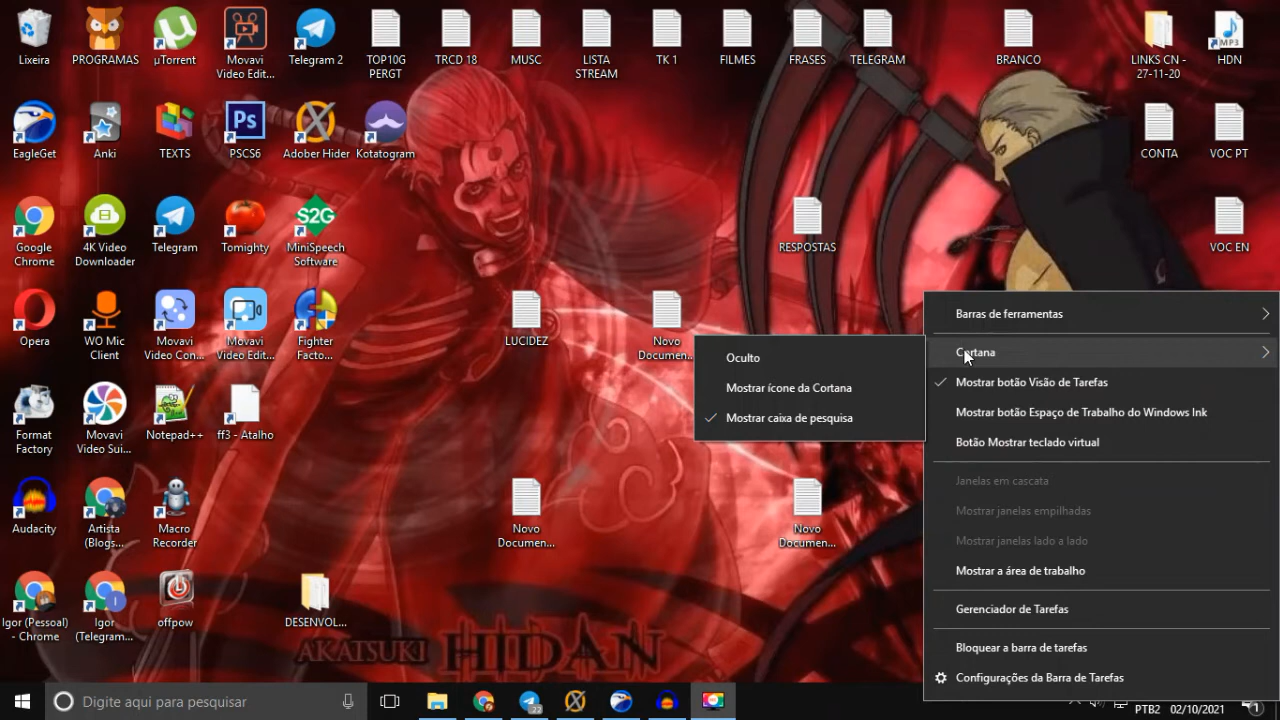 Lixeira
PROGRAMAS
µTorrent
Movavi
Video Edit...
Telegram 2
TOP10G
PERGT
TRCD 18
MUSC
LISTA
STREAM
TK 1
FILMES
FRASES
TELEGRAM
BRANCO
LINKS CN -
27-11-20
MP3
HDN
EagleGet
Anki
TEXTS
Ps
PSCS6
Adober Hider
Kotatogram
CONTA
VOC PT
Google
Chrome
4K Video
Downloader
Telegram
Tomighty
S2G
MiniSpeech
Software
RESPOSTAS
VOC EN
Opera
WO Mic
Client
Movavi
Video Con...
Movavi
Video Edit...
Fighter
Facto...
LUCIDEZ
Novo
Documen...
Format
Factory
Movavi
Video Sui...
Notepad++
ff3 - Atalho
Audacity
Artista
(Blogs...
Macro
Recorder
Novo
Documen...
Novo
Documen...
Igor (Pessoal)
- Chrome
Igor
(Telegram...
offpow
DESENVOL...
AKATSUKI HIDAN
Barras de ferramentas
Cortana
Mostrar botão Visão de Tarefas
Mostrar botão Espaço de Trabalho do Windows Ink
Botão Mostrar teclado virtual
Janelas em cascata
Mostrar janelas empilhadas
Mostrar janelas lado a lado
Mostrar a área de trabalho
Gerenciador de Tarefas
Bloquear a barra de tarefas
Configurações da Barra de Tarefas
Oculto
Mostrar ícone da Cortana
Mostrar caixa de pesquisa
Digite aqui para pesquisar
22
PTB2
02/10/2021
1